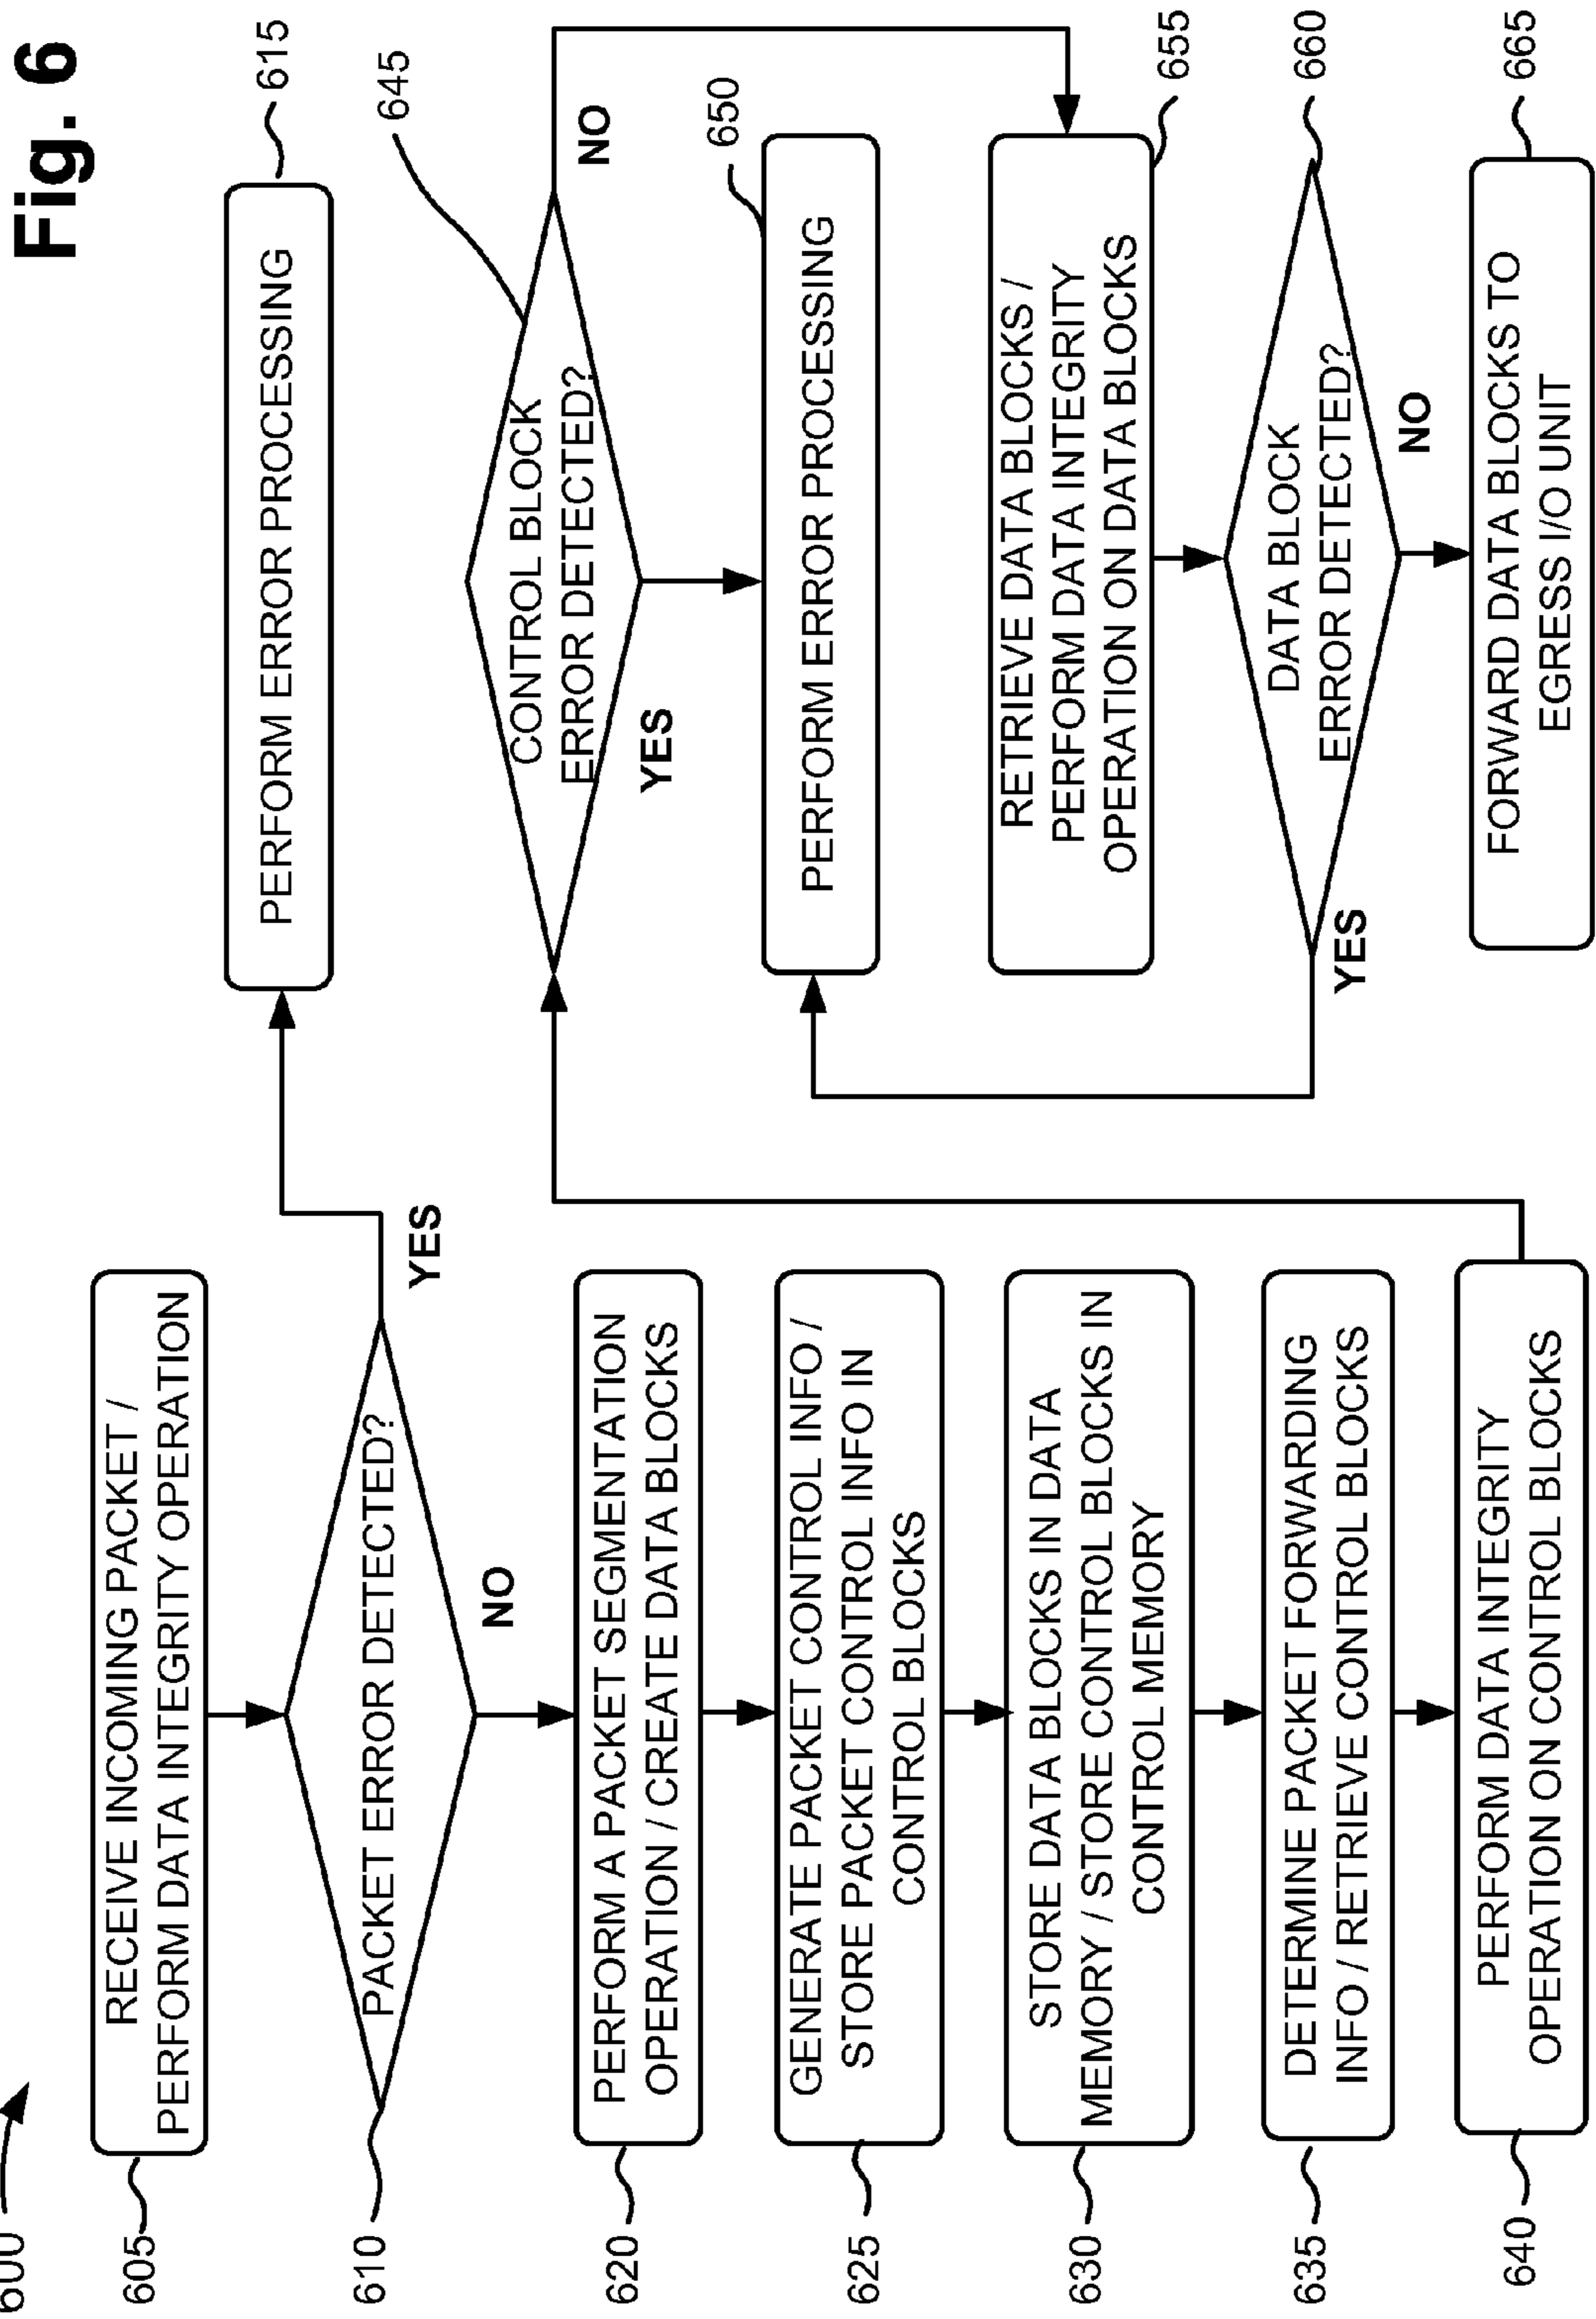 Fig. 6
600
605
RECEIVE INCOMING PACKET /
PERFORM DATA INTEGRITY OPERATION
610
PACKET ERROR DETECTED?
YES
NO
615
PERFORM ERROR PROCESSING
620
PERFORM A PACKET SEGMENTATION
OPERATION / CREATE DATA BLOCKS
625
GENERATE PACKET CONTROL INFO /
STORE PACKET CONTROL INFO IN
CONTROL BLOCKS
630
STORE DATA BLOCKS IN DATA
MEMORY / STORE CONTROL BLOCKS IN
CONTROL MEMORY
635
DETERMINE PACKET FORWARDING
INFO / RETRIEVE CONTROL BLOCKS
640
PERFORM DATA INTEGRITY
OPERATION ON CONTROL BLOCKS
645
CONTROL BLOCK
ERROR DETECTED?
NO
YES
650
PERFORM ERROR PROCESSING
655
RETRIEVE DATA BLOCKS /
PERFORM DATA INTEGRITY
OPERATION ON DATA BLOCKS
660
DATA BLOCK
ERROR DETECTED?
YES
NO
665
FORWARD DATA BLOCKS TO
EGRESS I/O UNIT